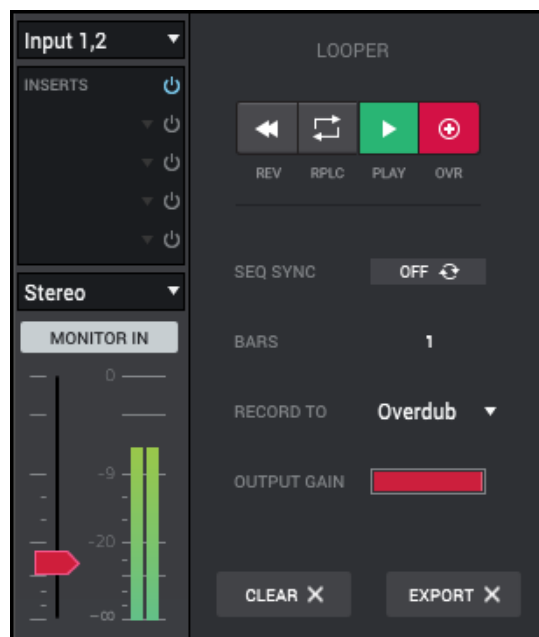 Input 1,2
INSERTS
Stereo
MONITOR IN
0
-9
-20
-∞
LOOPER
REV RPLC PLAY OVR
SEQ SYNC OFF
BARS 1
RECORD TO Overdub
OUTPUT GAIN
CLEAR X EXPORT X